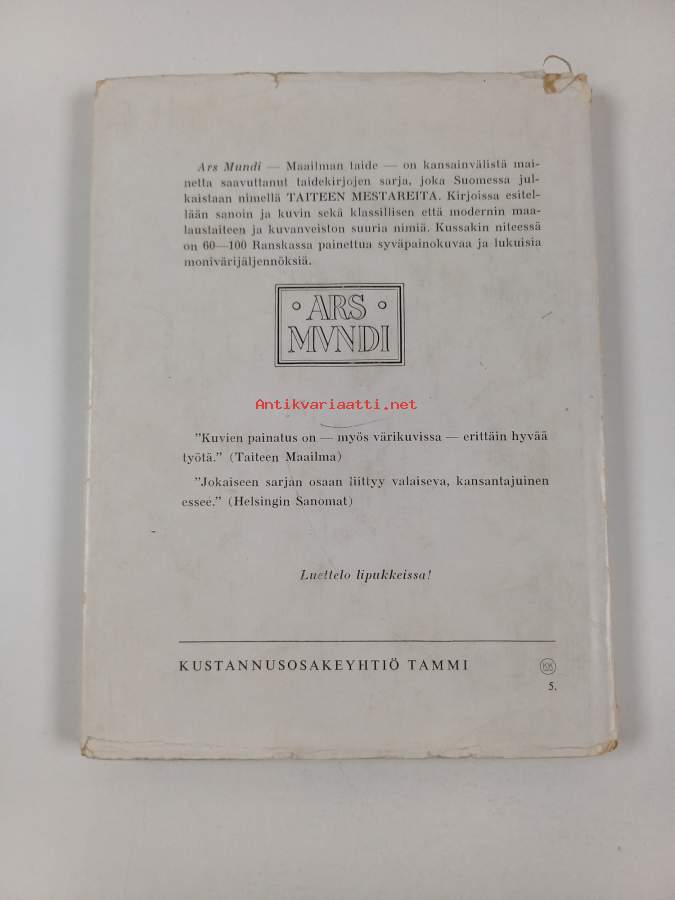 Ars Mundi — Maailman taide — on kansainvälistä mai-
netta saavuttanut taidekirjojen sarja, joka Suomessa jul-
kaistaan nimellä TAITEEN MESTAREITA. Kirjoissa esitel-
lään sanoin ja kuvin sekä klassillisen että modernin maa-
laustaiteen ja kuvanveiston suuria nimiä. Kussakin niteessä
on 60—100 Ranskassa painettua syväpainokuvaa ja lukuisia
monivärijäljennöksiä.
ARS
MVNDI
Antikvariaatti.net
"Kuvien painatus on — myös värikuvissa — erittäin hyvää
työtä." (Taiteen Maailma)
"Jokaiseen sarjan osaan liittyy valaiseva, kansantajuinen
essee." (Helsingin Sanomat)
Luettelo lipukkeissa!
KUSTANNUSOSAKEYHTIÖ TAMMI
KK
5.